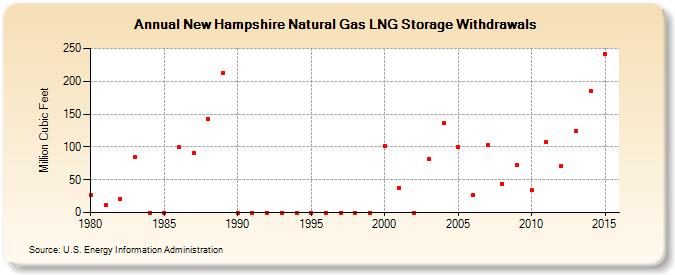 Annual New Hampshire Natural Gas LNG Storage Withdrawals
Million Cubic Feet
250
200
150
100
50
0
1980 1985 1990 1995 2000 2005 2010 2015
Source: U.S. Energy Information Administration